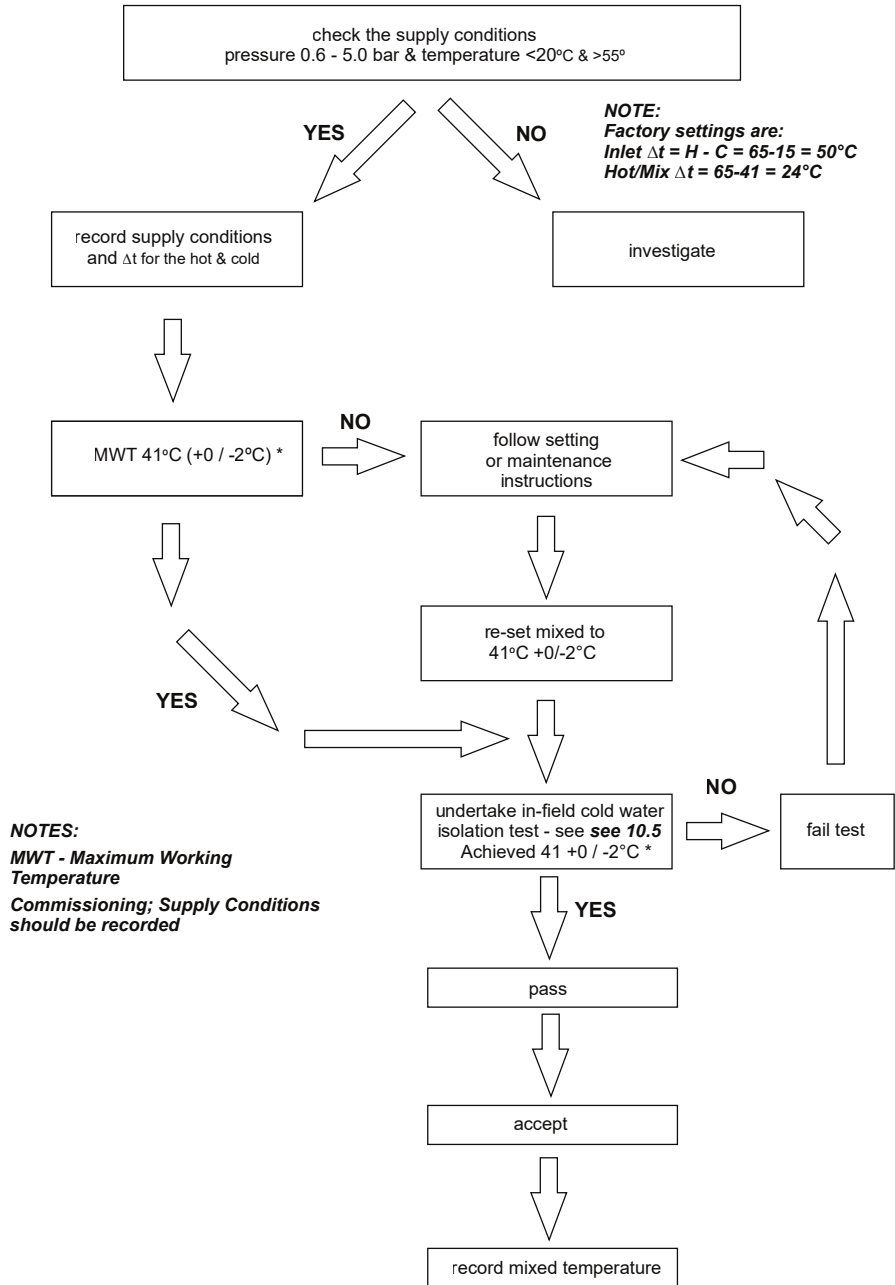 check the supply conditions
pressure 0.6 - 5.0 bar & temperature <20ºC & >55º
YES
NO
NOTE:
Factory settings are:
Inlet ∆t = H - C = 65-15 = 50°C
Hot/Mix ∆t = 65-41 = 24°C
record supply conditions
and ∆t for the hot & cold
investigate
MWT 41ºC (+0 / -2ºC) *
NO
follow setting
or maintenance
instructions
re-set mixed to
41ºC +0/-2°C
YES
undertake in-field cold water
isolation test - see see 10.5
Achieved 41 +0 / -2°C *
NO
fail test
NOTES:
MWT - Maximum Working
Temperature
Commissioning; Supply Conditions
should be recorded
YES
pass
accept
record mixed temperature